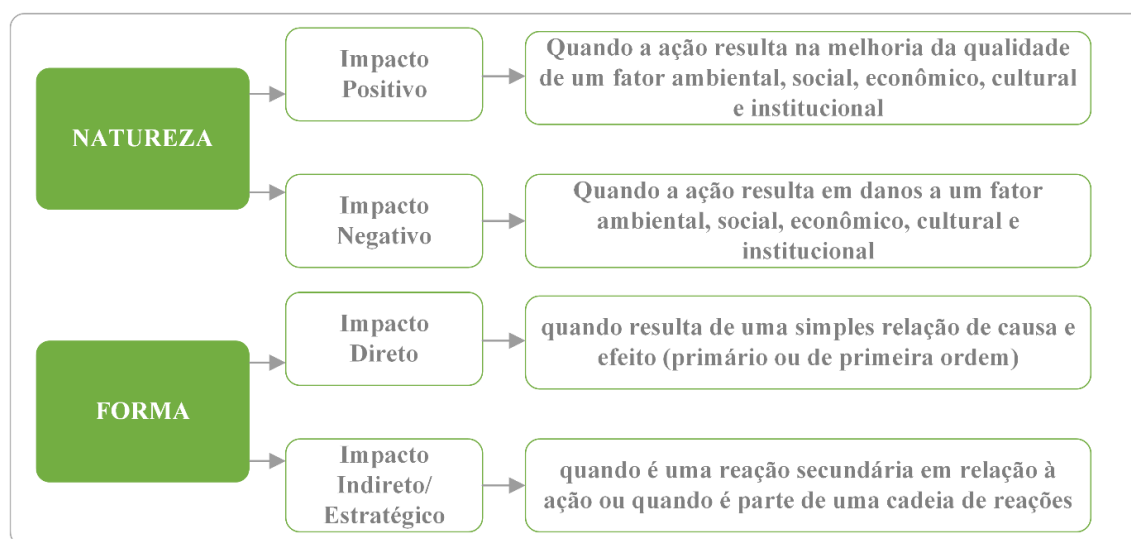 NATUREZA
Impacto
Positivo
Quando a ação resulta na melhoria da qualidade
de um fator ambiental, social, econômico, cultural
e institucional
Impacto
Negativo
Quando a ação resulta em danos a um fator
ambiental, social, econômico, cultural e
institucional
FORMA
Impacto
Direto
quando resulta de uma simples relação de causa e
efeito (primário ou de primeira ordem)
Impacto
Indireto/
Estratégico
quando é uma reação secundária em relação à
ação ou quando é parte de uma cadeia de reações